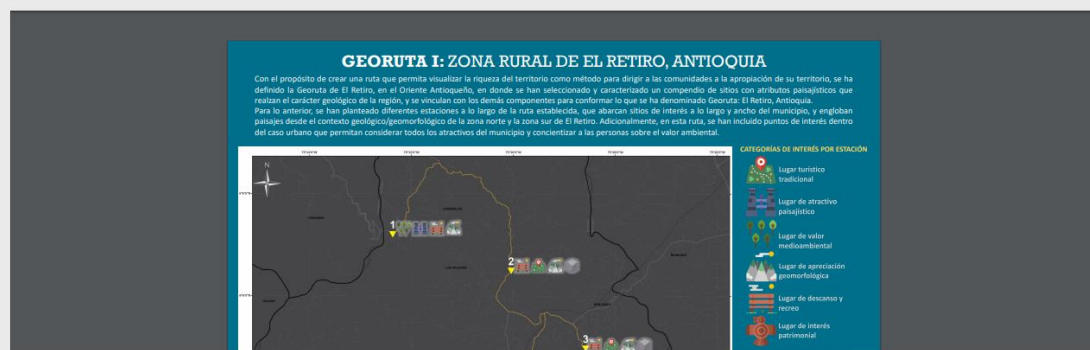 GEORUTA I: ZONA RURAL DE EL RETIRO, ANTIOQUIA
Con el propósito de crear una ruta que permita visualizar la riqueza del territorio como método para dirigir a las comunidades a la apropiación de su territorio, se ha
definido la Georuta de El Retiro, en el Oriente Antioqueño, en donde se han seleccionado y caracterizado un compendio de sitios con atributos paisajísticos que
realzan el carácter geológico de la región, y se vinculan con los demás componentes para conformar lo que se ha denominado Georuta: El Retiro, Antioquia.
Para lo anterior, se han planteado diferentes estaciones a lo largo de la ruta establecida, que abarcan sitios de interés a lo largo y ancho del municipio, y engloban
paisajes desde el contexto geológico/geomorfológico de la zona norte y la zona sur de El Retiro. Adicionalmente, en esta ruta, se han incluido puntos de interés dentro
del caso urbano que permitan considerar todos los atractivos del municipio y concientizar a las personas sobre el valor ambiental.
CATEGORÍAS DE INTERÉS POR ESTACIÓN
N
Lugar turístico
tradicional
Lugar de atractivo
paisajístico
1
Lugar de valor
medioambiental
2
Lugar de apreciación
geomorfológica
Lugar de descanso y
recreo
Lugar de interés
patrimonial
3